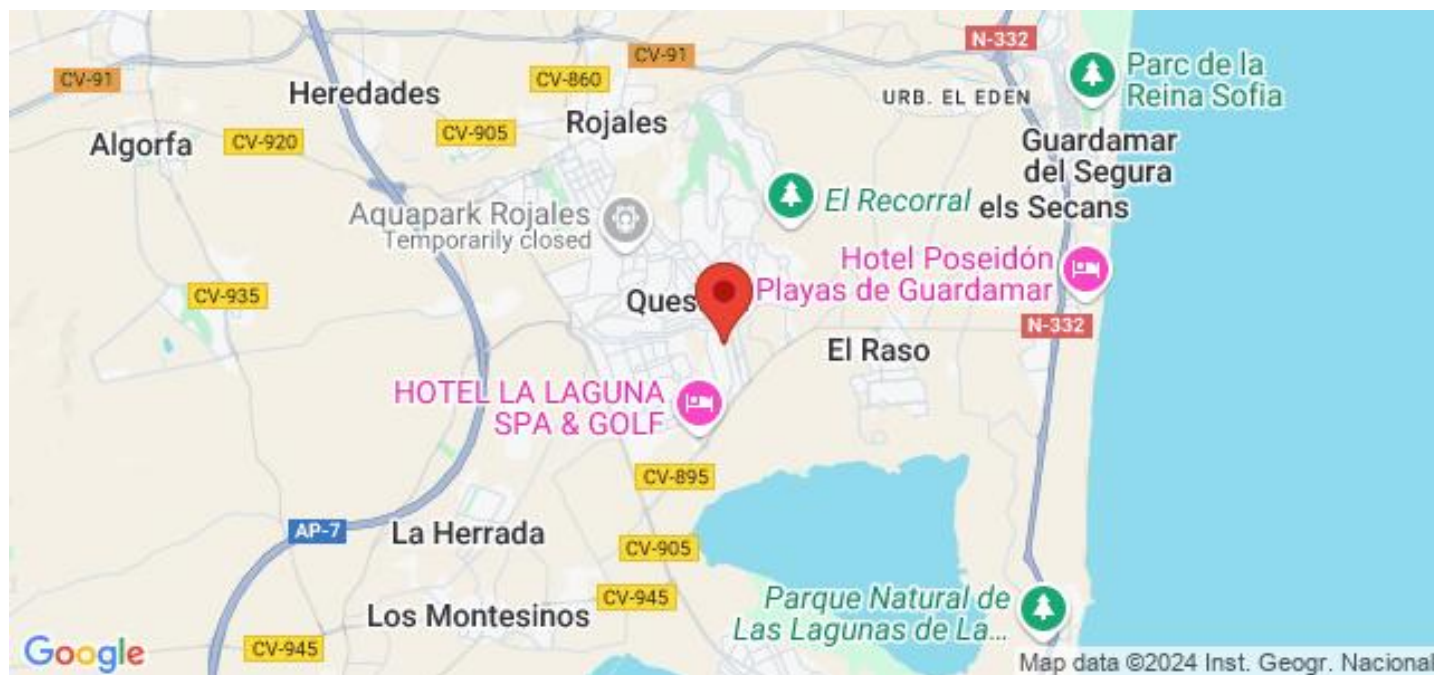 N-332
CV-91
Parc de la
Reina Sofia
CV-91
CV-860
Heredades
URB. EL EDEN
Rojales
CV-905
Algorfa
CV-920
Guardamar
del Segura
El Recorral
els Secans
Aquapark Rojales
Temporarily closed
Hotel Poseidón
Playas de Guardamar
CV-935
N-332
El Raso
HOTEL LA LAGUNA
SPA & GOLF
CV-895
AP-7
La Herrada
CV-905
CV-945
Parque Natural de
Las Lagunas de La...
Los Montesinos
CV-945
Google
Map data ©2024 Inst. Geogr. Nacional